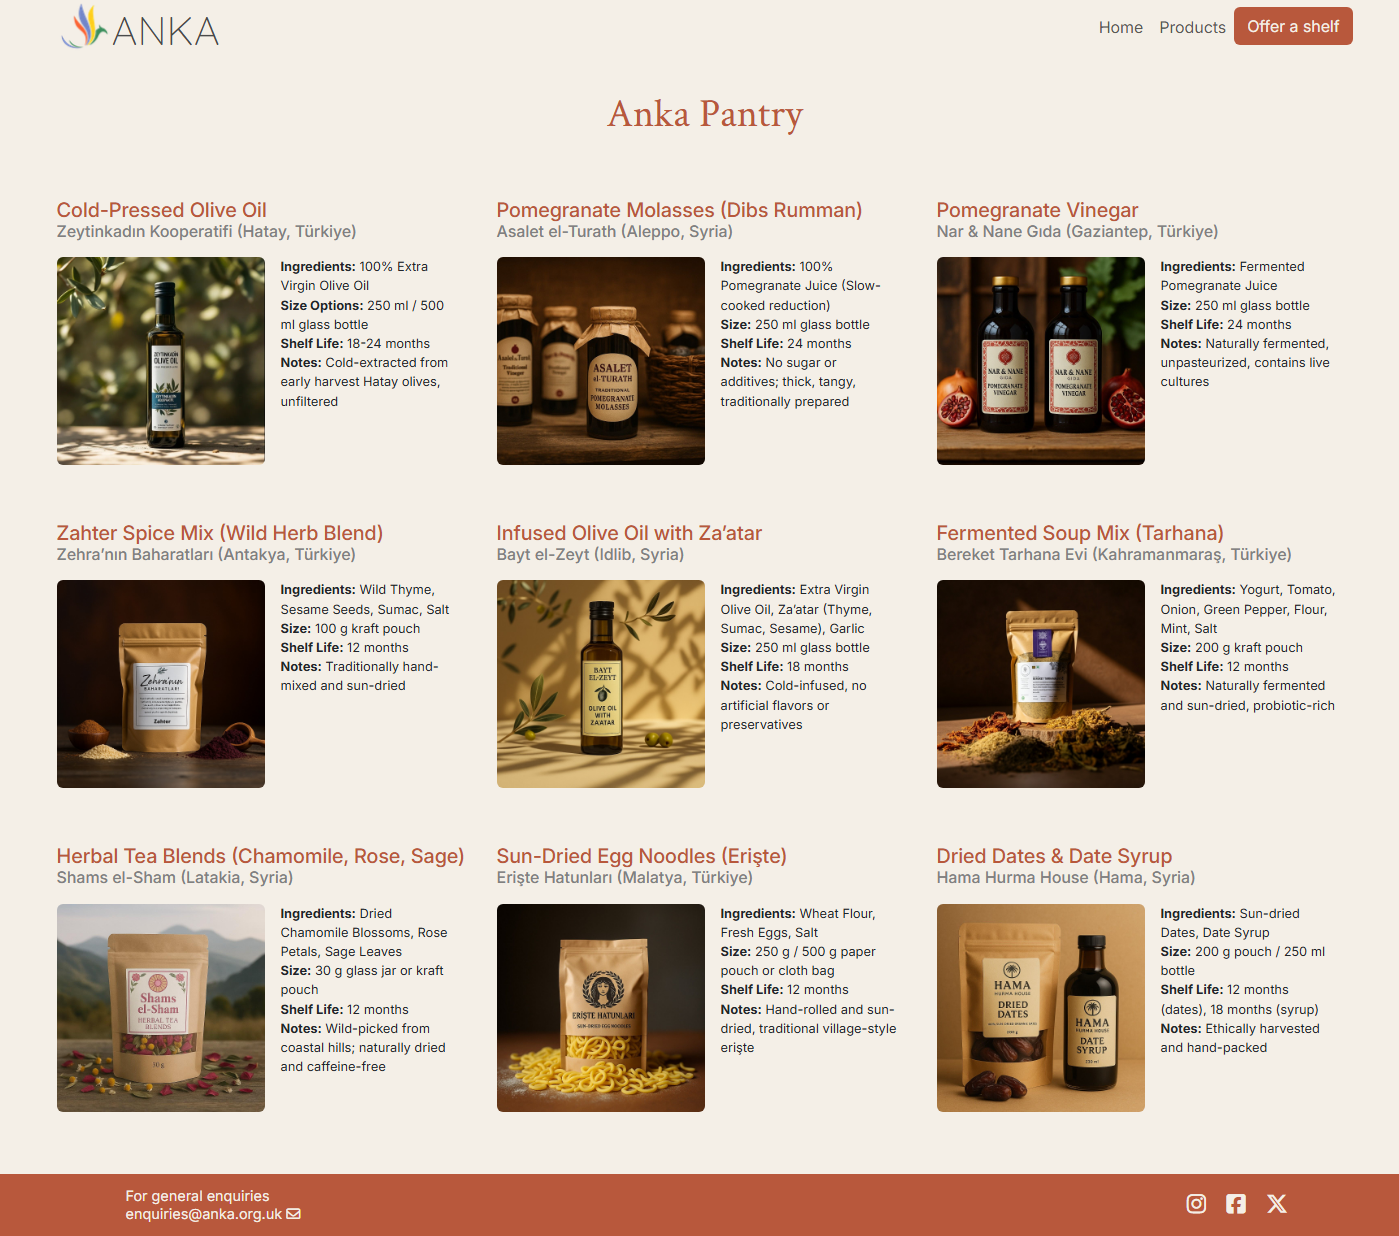 ANKA
Home Products Offer a shelf
Anka Pantry
Cold-Pressed Olive Oil
Zeytinkadın Kooperatifi (Hatay, Türkiye)
ZEYTINKADIN
OLIVE OIL
Ingredients: 100% Extra
Virgin Olive Oil
Size Options: 250 ml / 500
ml glass bottle
Shelf Life: 18-24 months
Notes: Cold-extracted from
early harvest Hatay olives,
unfiltered
Pomegranate Molasses (Dibs Rumman)
Asalet el-Turath (Aleppo, Syria)
ASALET
el-TURATH
TRADITIONAL
POMEGRANATE
MOLASSES
Ingredients: 100%
Pomegranate Juice (Slow-
cooked reduction)
Size: 250 ml glass bottle
Shelf Life: 24 months
Notes: No sugar or
additives; thick, tangy,
traditionally prepared
Pomegranate Vinegar
Nar & Nane Gıda (Gaziantep, Türkiye)
NAR & NANE
GIDA
POMEGRANATE
VINEGAR
NAR & NANE
GIDA
POMEGRANATE
VINEGAR
Ingredients: Fermented
Pomegranate Juice
Size: 250 ml glass bottle
Shelf Life: 24 months
Notes: Naturally fermented,
unpasteurized, contains live
cultures
Zahter Spice Mix (Wild Herb Blend)
Zehra’nın Baharatları (Antakya, Türkiye)
Zehra'nın
BAHARATLARI
Zahter
Ingredients: Wild Thyme,
Sesame Seeds, Sumac, Salt
Size: 100 g kraft pouch
Shelf Life: 12 months
Notes: Traditionally hand-
mixed and sun-dried
Infused Olive Oil with Za’atar
Bayt el-Zeyt (Idlib, Syria)
BAYT
EL-ZEYT
OLIVE OIL
WITH
ZA'ATAR
Ingredients: Extra Virgin
Olive Oil, Za’atar (Thyme,
Sumac, Sesame), Garlic
Size: 250 ml glass bottle
Shelf Life: 18 months
Notes: Cold-infused, no
artificial flavors or
preservatives
Fermented Soup Mix (Tarhana)
Bereket Tarhana Evi (Kahramanmaraş, Türkiye)
Ingredients: Yogurt, Tomato,
Onion, Green Pepper, Flour,
Mint, Salt
Size: 200 g kraft pouch
Shelf Life: 12 months
Notes: Naturally fermented
and sun-dried, probiotic-rich
Herbal Tea Blends (Chamomile, Rose, Sage)
Shams el-Sham (Latakia, Syria)
Shams
el-Sham
HERBAL TEA
BLENDS
Ingredients: Dried
Chamomile Blossoms, Rose
Petals, Sage Leaves
Size: 30 g glass jar or kraft
pouch
Shelf Life: 12 months
Notes: Wild-picked from
coastal hills; naturally dried
and caffeine-free
Sun-Dried Egg Noodles (Erişte)
Erişte Hatunları (Malatya, Türkiye)
ERİŞTE HATUNLARI
SUN-DRIED EGG NOODLES
Ingredients: Wheat Flour,
Fresh Eggs, Salt
Size: 250 g / 500 g paper
pouch or cloth bag
Shelf Life: 12 months
Notes: Hand-rolled and sun-
dried, traditional village-style
erişte
Dried Dates & Date Syrup
Hama Hurma House (Hama, Syria)
HAMA
HURMA HOUSE
DRIED
DATES
HAMA
HURMA HOUSE
DATE
SYRUP
Ingredients: Sun-dried
Dates, Date Syrup
Size: 200 g pouch / 250 ml
bottle
Shelf Life: 12 months
(dates), 18 months (syrup)
Notes: Ethically harvested
and hand-packed
For general enquiries
enquiries@anka.org.uk